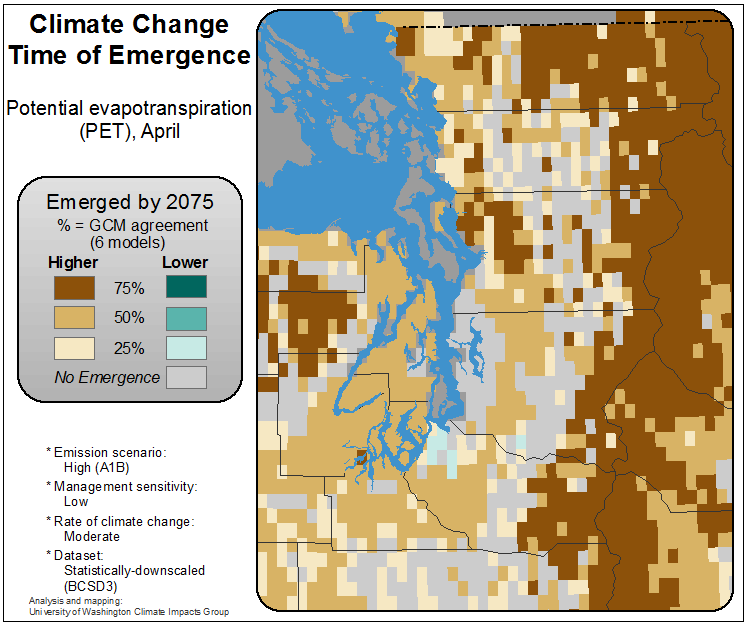 Climate Change
Time of Emergence
Potential evapotranspiration
(PET), April
Emerged by 2075
% = GCM agreement
(6 models)
Higher Lower
75%
50%
25%
No Emergence
* Emission scenario:
High (A1B)
* Management sensitivity:
Low
* Rate of climate change:
Moderate
* Dataset:
Statistically-downscaled
(BCSD3)
Analysis and mapping:
University of Washington Climate Impacts Group